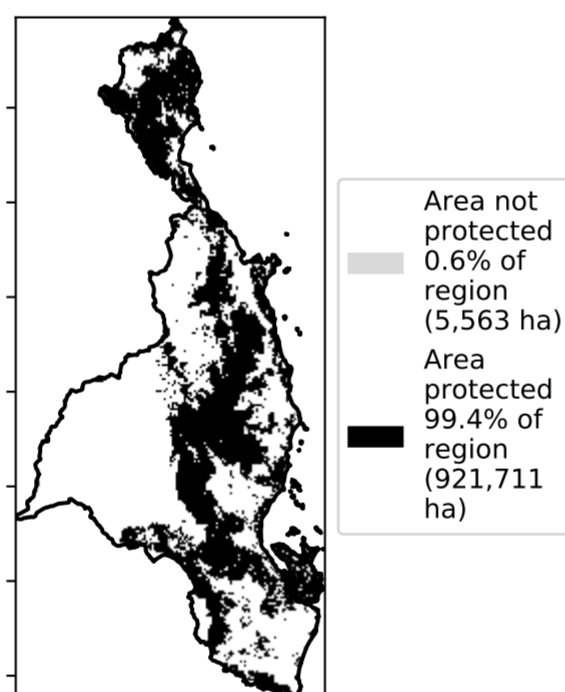 Area not
protected
0.6% of
region
(5,563 ha)
Area
protected
99.4% of
region
(921,711
ha)